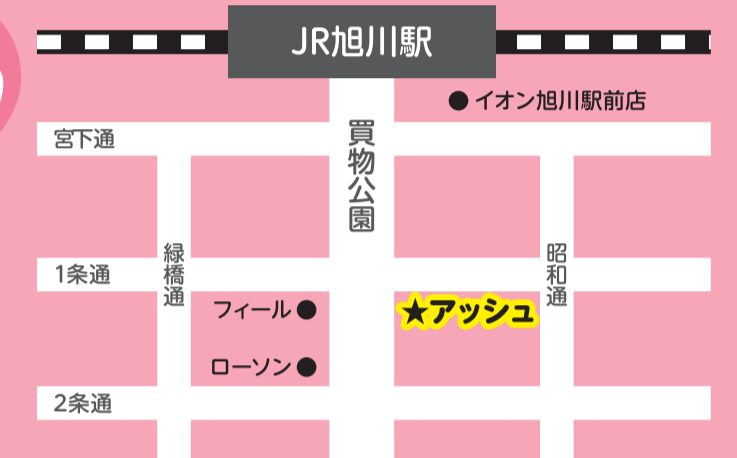 JR旭川駅
イオン旭川駅前店
宮下通
買物公園
緑橋通
昭和通
1条通
フィール
★アッシュ
ローソン
2条通